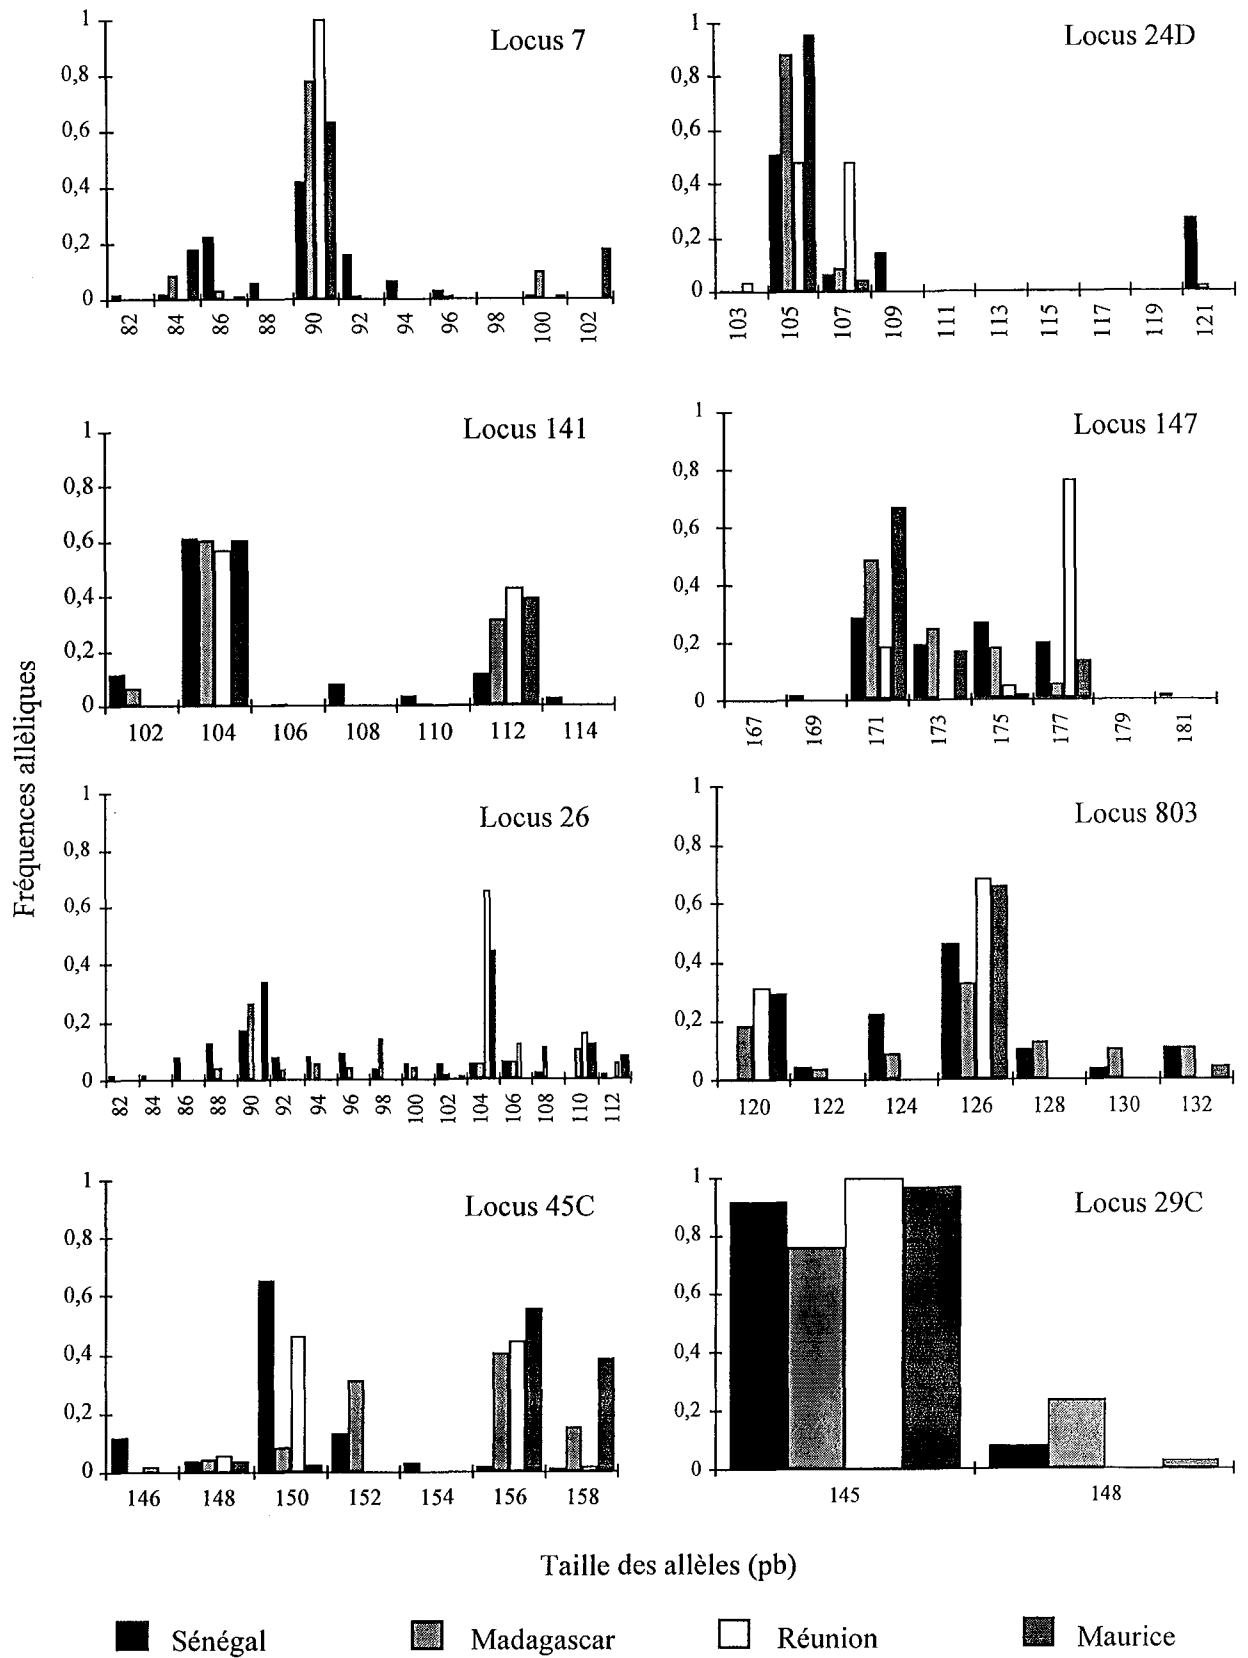 Locus 7
1
0,8
0,6
0,4
0,2
0
82 84 86 88 90 92 94 96 98 100 102
Locus 24D
1
0,8
0,6
0,4
0,2
0
103 105 107 109 111 113 115 117 119 121
Locus 141
1
0,8
0,6
0,4
0,2
0
102 104 106 108 110 112 114
Locus 147
1
0,8
0,6
0,4
0,2
0
167 169 171 173 175 177 179 181
Fréquences alléliques
Locus 26
1
0,8
0,6
0,4
0,2
0
82 84 86 88 90 92 94 96 98 100 102 104 106 108 110 112
Locus 803
1
0,8
0,6
0,4
0,2
0
120 122 124 126 128 130 132
Locus 45C
1
0,8
0,6
0,4
0,2
0
146 148 150 152 154 156 158
Locus 29C
1
0,8
0,6
0,4
0,2
0
145 148
Taille des allèles (pb)
Sénégal Madagascar Réunion Maurice